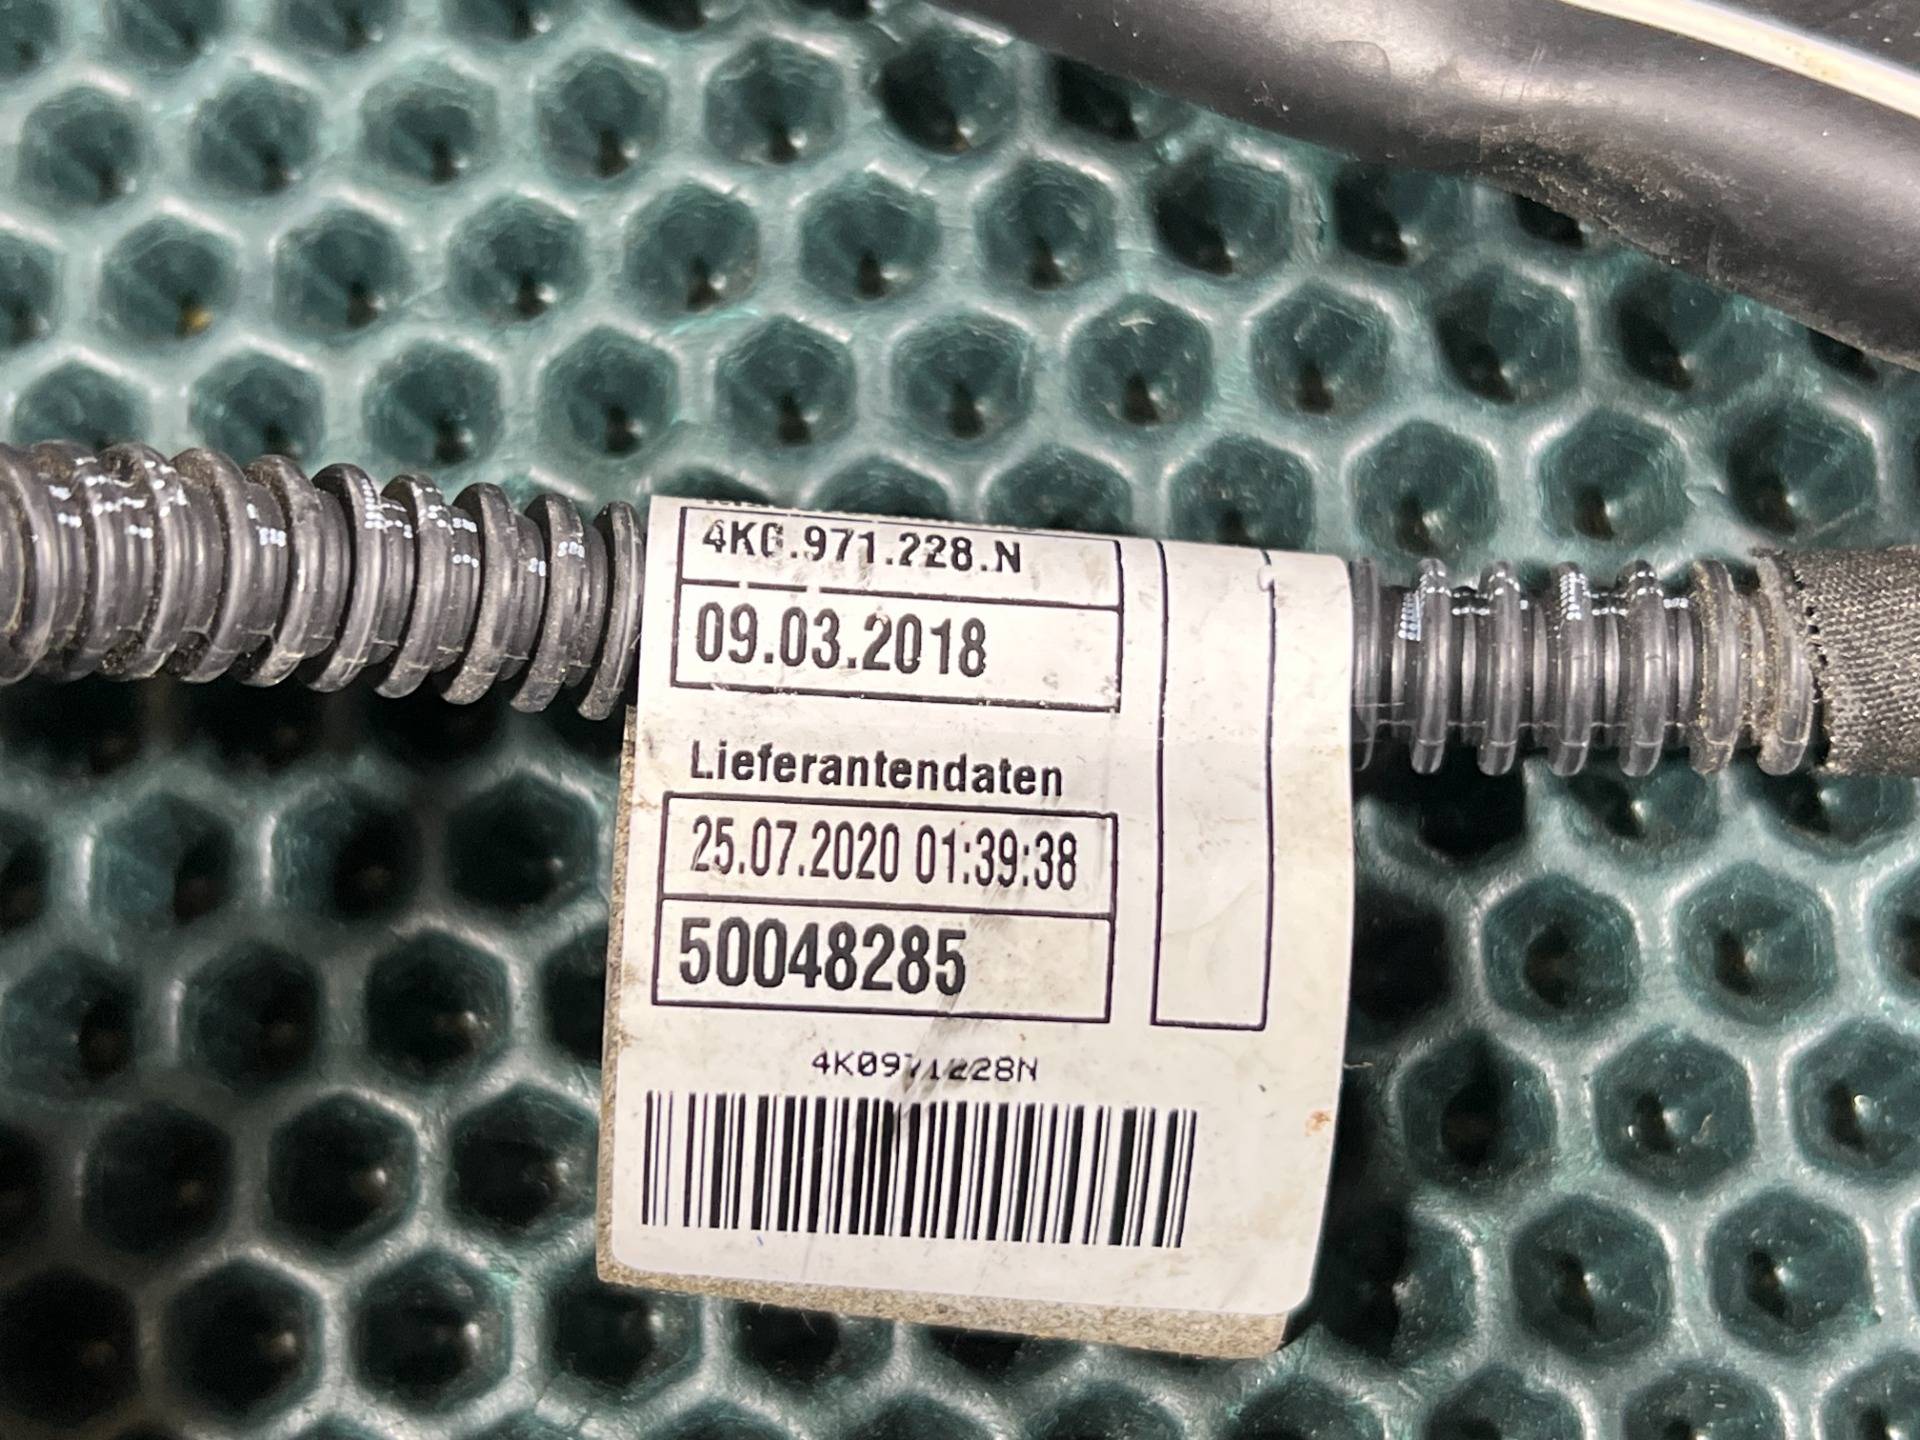 4K0.971.228.N
09.03.2018
Lieferantendaten
25.07.2020 01:39:38
50048285
4K0971228N